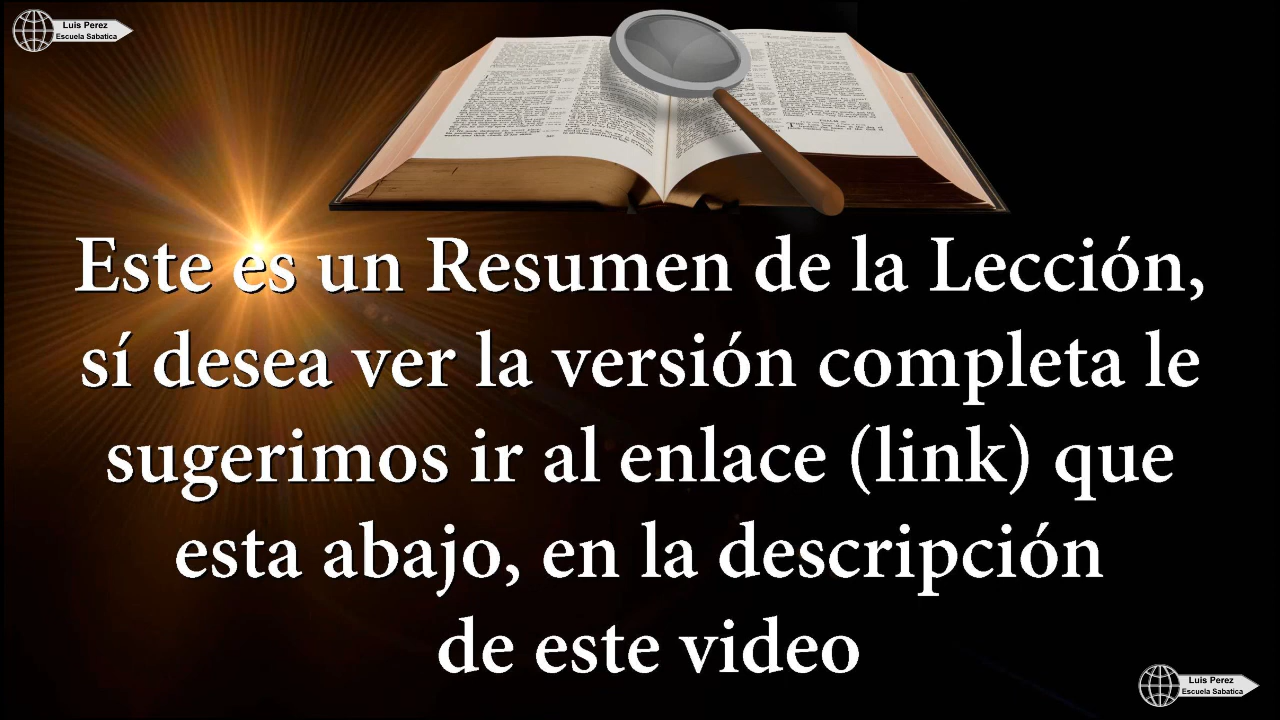 Luis Perez
Escuela Sabatica
Este es un Resumen de la Lección,
sí desea ver la versión completa le
sugerimos ir al enlace (link) que
esta abajo, en la descripción
de este video
Luis Perez
Escuela Sabatica